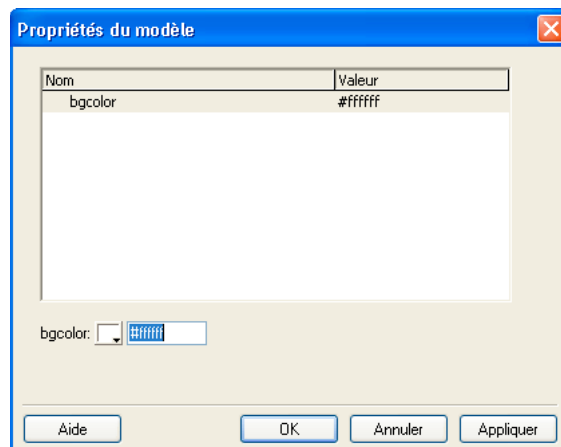 Propriétés du modèle
Nom Valeur
bgcolor #ffffff
bgcolor: #ffffff
Aide OK Annuler Appliquer